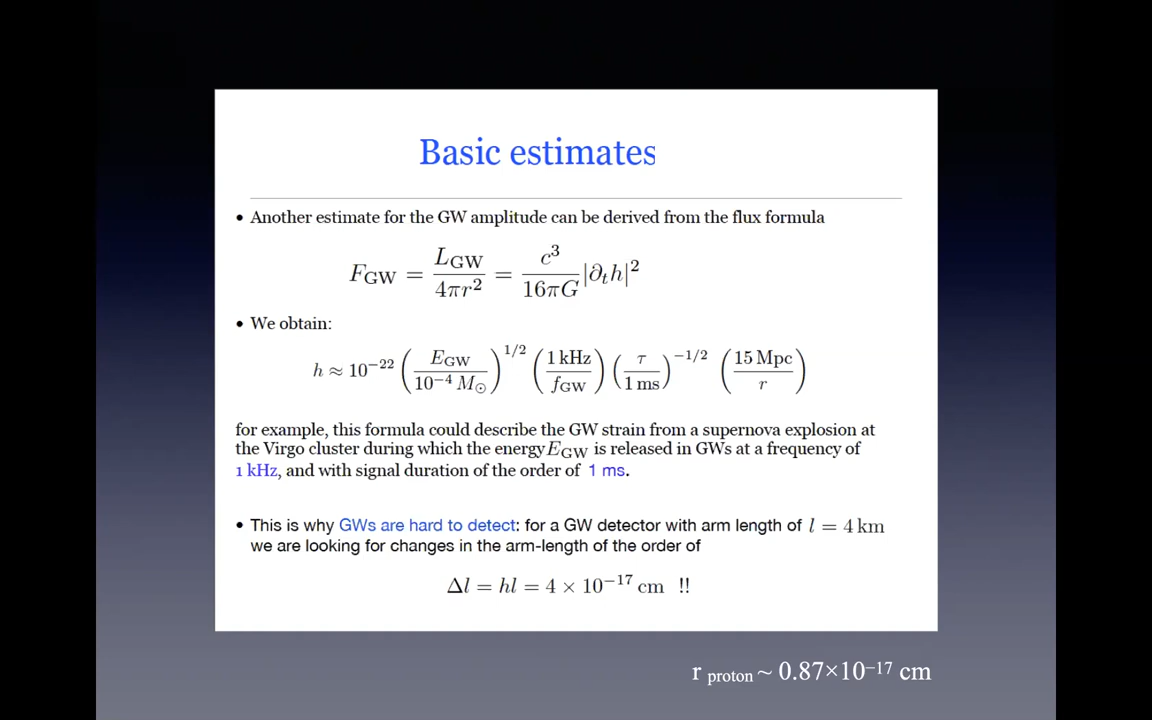 Basic estimates
• Another estimate for the GW amplitude can be derived from the flux formula
F_GW = L_GW / 4πr² = c³ / 16πG |∂ₜh|²
• We obtain:
h ≈ 10⁻²² (E_GW / 10⁻⁴ M_⊙)^1/2 (1 kHz / f_GW) (τ / 1 ms)^−1/2 (15 Mpc / r)
for example, this formula could describe the GW strain from a supernova explosion at
the Virgo cluster during which the energy E_GW is released in GWs at a frequency of
1 kHz, and with signal duration of the order of 1 ms.
• This is why GWs are hard to detect: for a GW detector with arm length of l = 4 km
we are looking for changes in the arm-length of the order of
Δl = hl = 4 × 10⁻¹⁷ cm !!
r proton ~ 0.87×10⁻¹⁷ cm